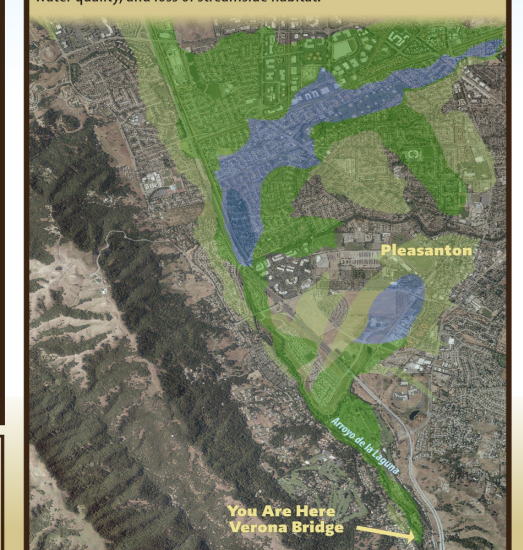 water quality, and loss of streamside habitat.
Pleasanton
Arroyo de la Laguna
You Are Here
Verona Bridge